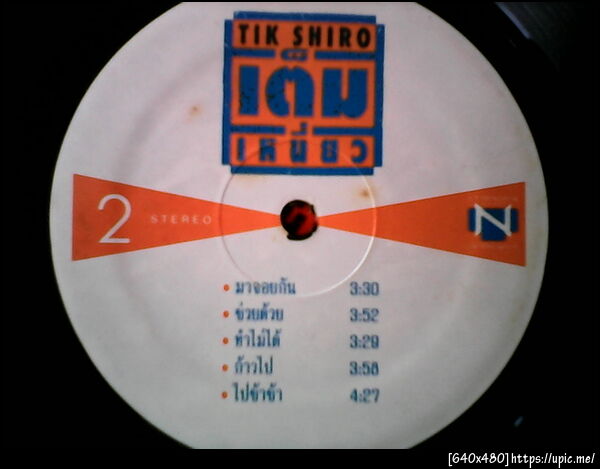 TIK SHIRO
เต็ม
เหนี่ยว
2 STEREO N
• มาจอยกัน 3:30
• ช่วยด้วย 3:52
• ทำไม่ได้ 3:29
• ก้าวไป 3:58
• ไปช้าช้า 4:27
[640x480]https://upic.me/